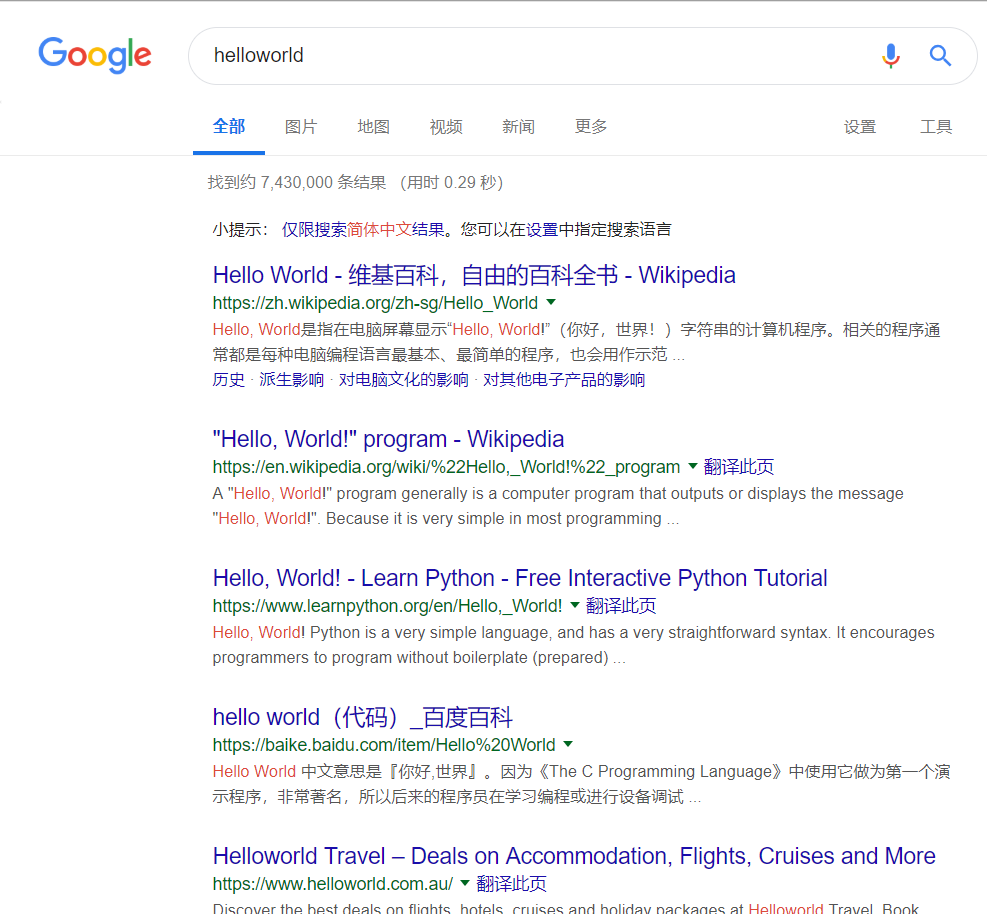 Google
helloworld
全部 图片 地图 视频 新闻 更多 设置 工具
找到约 7,430,000 条结果 （用时 0.29 秒）
小提示： 仅限搜索简体中文结果。您可以在设置中指定搜索语言
Hello World - 维基百科，自由的百科全书 - Wikipedia
https://zh.wikipedia.org/zh-sg/Hello_World
Hello, World是指在电脑屏幕显示“Hello, World!”（你好，世界！）字符串的计算机程序。相关的程序通
常都是每种电脑编程语言最基本、最简单的程序，也会用作示范 ...
历史 · 派生影响 · 对电脑文化的影响 · 对其他电子产品的影响
"Hello, World!" program - Wikipedia
https://en.wikipedia.org/wiki/%22Hello,_World!%22_program 翻译此页
A "Hello, World!" program generally is a computer program that outputs or displays the message
"Hello, World!". Because it is very simple in most programming ...
Hello, World! - Learn Python - Free Interactive Python Tutorial
https://www.learnpython.org/en/Hello,_World! 翻译此页
Hello, World! Python is a very simple language, and has a very straightforward syntax. It encourages
programmers to program without boilerplate (prepared) ...
hello world（代码）_百度百科
https://baike.baidu.com/item/Hello%20World
Hello World 中文意思是『你好,世界』。因为《The C Programming Language》中使用它做为第一个演
示程序，非常著名，所以后来的程序员在学习编程或进行设备调试 ...
Helloworld Travel – Deals on Accommodation, Flights, Cruises and More
https://www.helloworld.com.au/ 翻译此页
Discover the best deals on flights, hotels, cruises and holiday packages at Helloworld Travel. Book